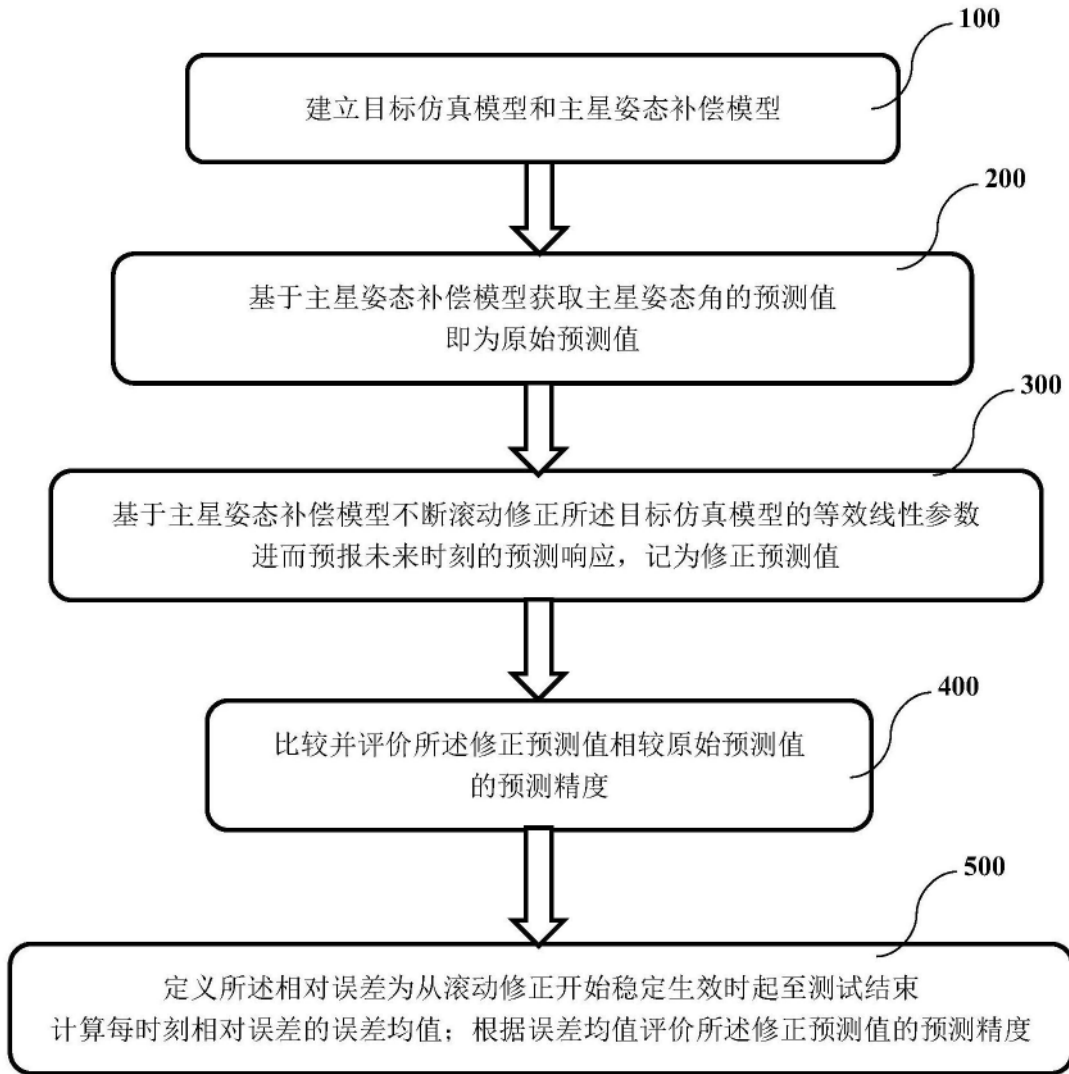 100
建立目标仿真模型和主星姿态补偿模型
200
基于主星姿态补偿模型获取主星姿态角的预测值
即为原始预测值
300
基于主星姿态补偿模型不断滚动修正所述目标仿真模型的等效线性参数
进而预报未来时刻的预测响应，记为修正预测值
400
比较并评价所述修正预测值相较原始预测值
的预测精度
500
定义所述相对误差为从滚动修正开始稳定生效时起至测试结束
计算每时刻相对误差的误差均值；根据误差均值评价所述修正预测值的预测精度